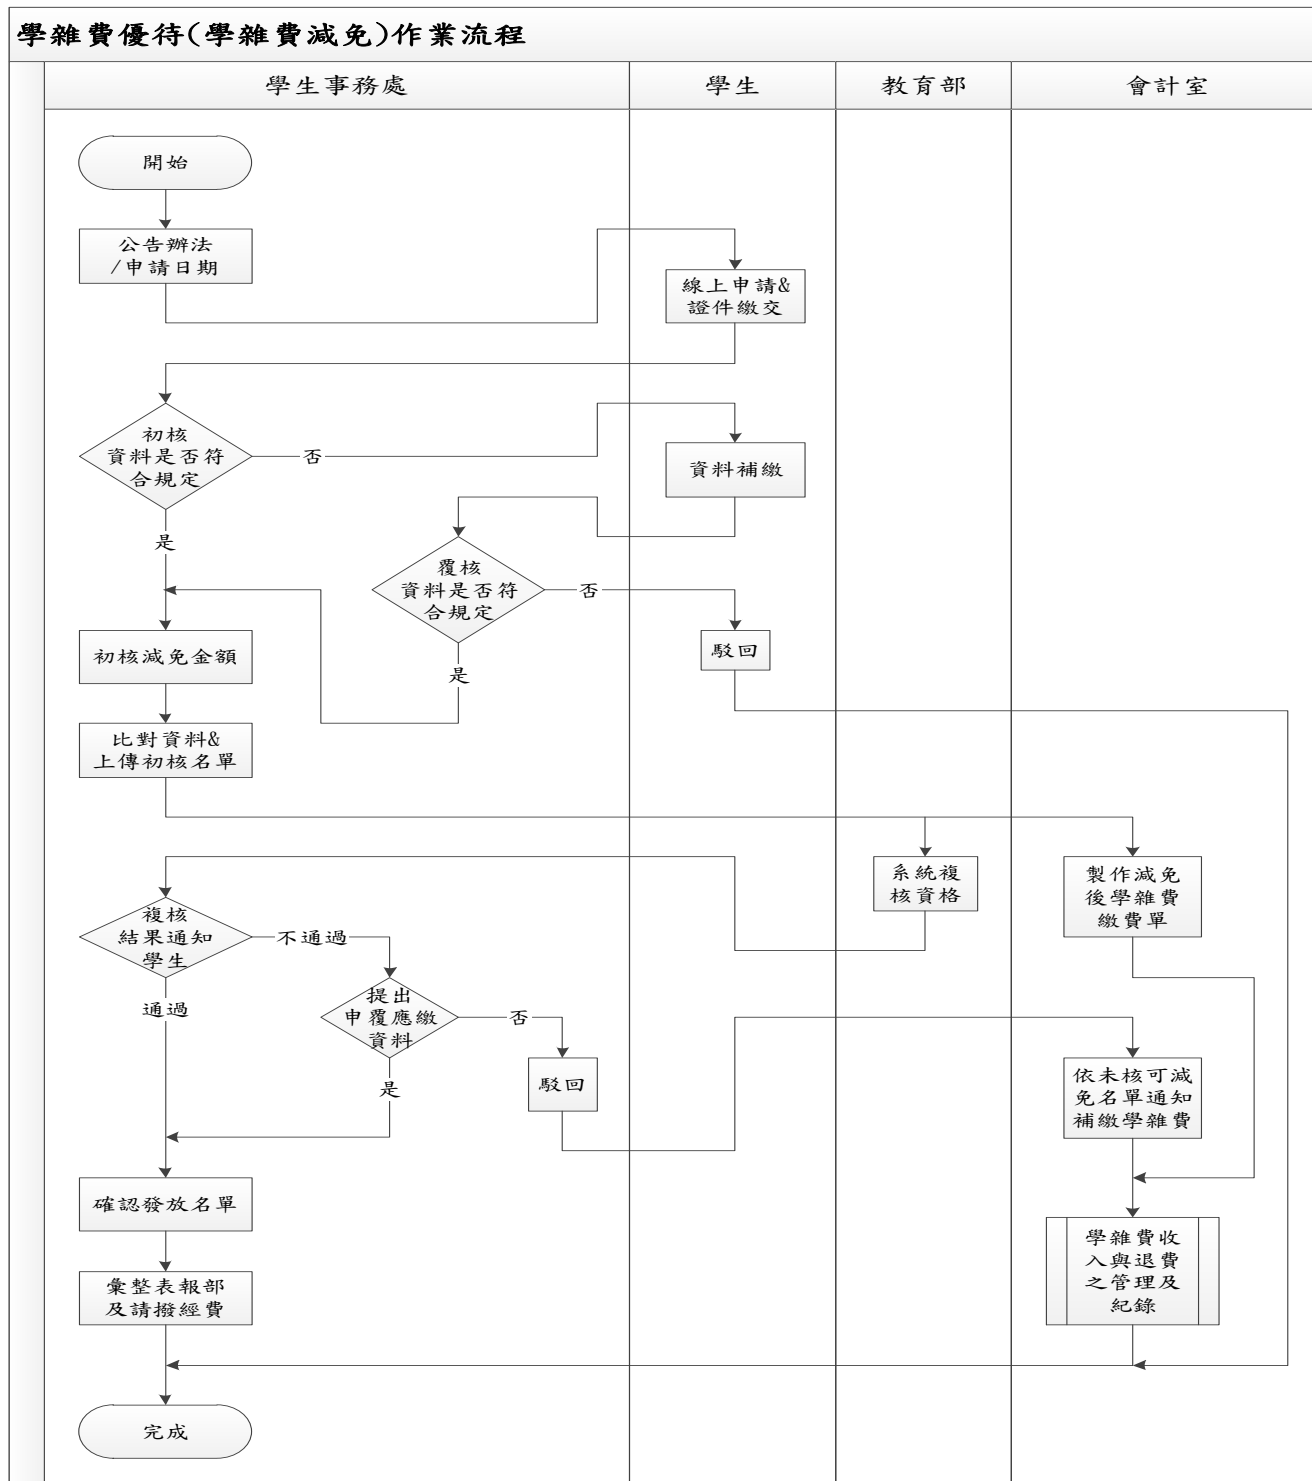 學雜費優待(學雜費減免)作業流程
學生事務處
學生
教育部
會計室
開始
公告辦法
/申請日期
線上申請&
證件繳交
初核
資料是否符
合規定
否
資料補繳
是
覆核
資料是否符
合規定
否
駁回
是
初核減免金額
比對資料&
上傳初核名單
系統複
核資格
製作減免
後學雜費
繳費單
複核
結果通知
學生
不通過
通過
提出
申覆應繳
資料
否
駁回
是
依未核可減
免名單通知
補繳學雜費
確認發放名單
學雜費收
入與退費
之管理及
紀錄
彙整表報部
及請撥經費
完成